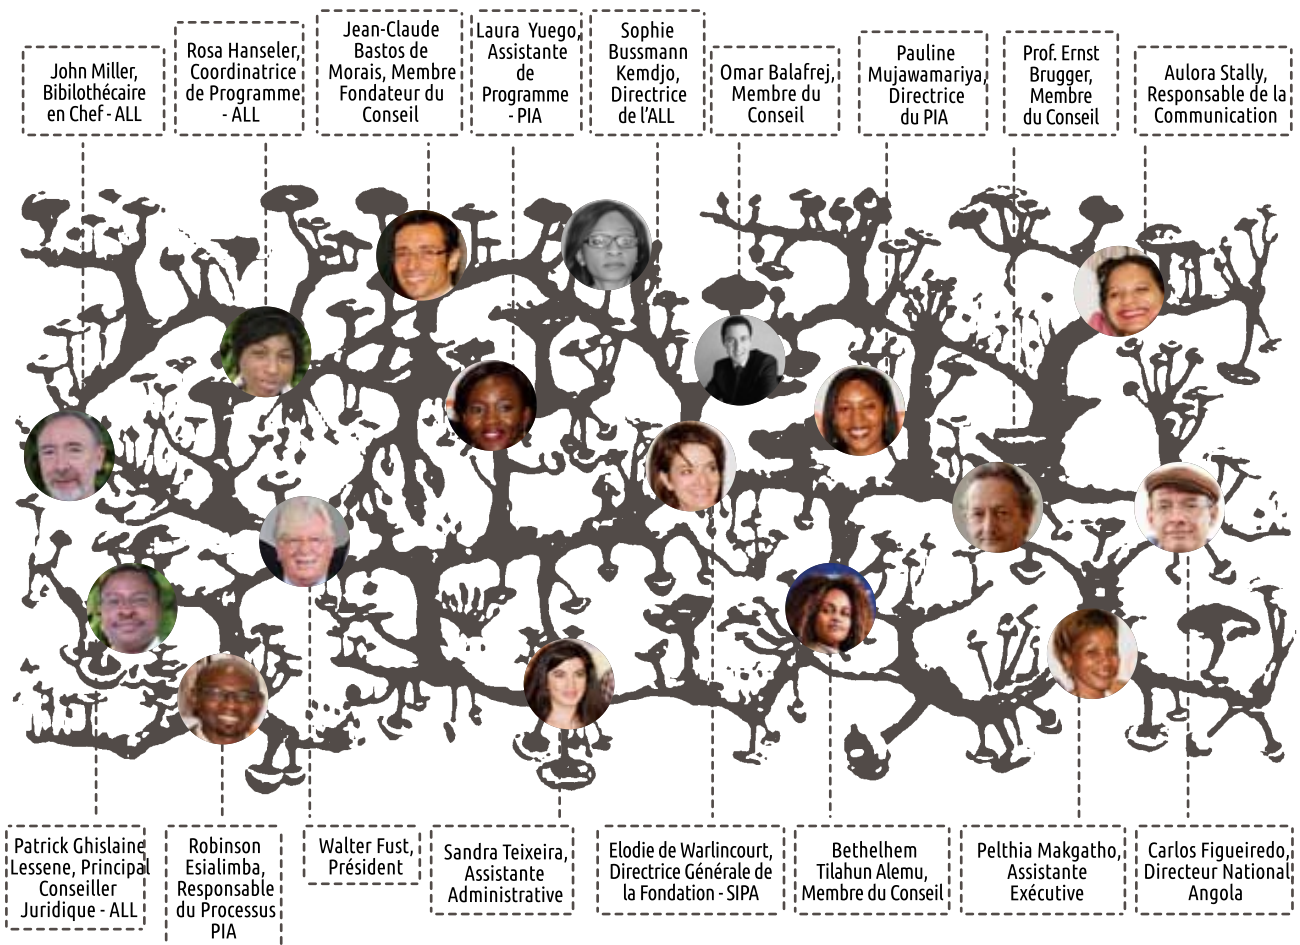 John Miller,
Bibilothécaire
en Chef - ALL
Rosa Hanseler,
Coordinatrice
de Programme
- ALL
Jean-Claude
Bastos de
Morais, Membre
Fondateur du
Conseil
Laura Yuego,
Assistante
de
Programme
- PIA
Sophie
Bussmann
Kemdjo,
Directrice
de l’ALL
Omar Balafrej,
Membre du
Conseil
Pauline
Mujawamariya,
Directrice
du PIA
Prof. Ernst
Brugger,
Membre
du Conseil
Aulora Stally,
Responsable de la
Communication
Patrick Ghislaine
Lessene, Principal
Conseiller
Juridique - ALL
Robinson
Esialimba,
Responsable
du Processus
PIA
Walter Fust,
Président
Sandra Teixeira,
Assistante
Administrative
Elodie de Warlincourt,
Directrice Générale de
la Fondation - SIPA
Bethelhem
Tilahun Alemu,
Membre du Conseil
Pelthia Makgatho,
Assistante
Exécutive
Carlos Figueiredo,
Directeur National
Angola